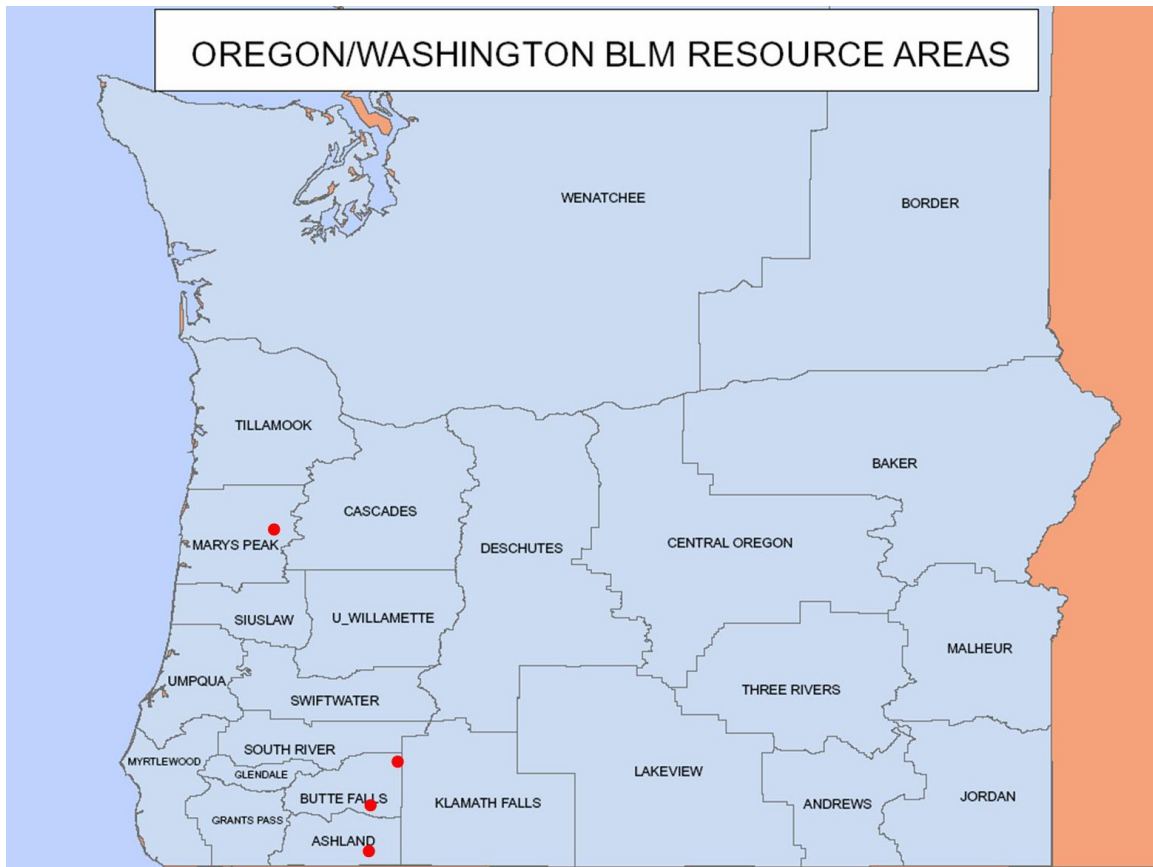 OREGON/WASHINGTON BLM RESOURCE AREAS
WENATCHEE
BORDER
TILLAMOOK
BAKER
CASCADES
MARYS PEAK
DESCHUTES
CENTRAL OREGON
SIUSLAW
U_WILLAMETTE
MALHEUR
UMPQUA
SWIFTWATER
THREE RIVERS
SOUTH RIVER
MYRTLEWOOD
GLENDALE
LAKEVIEW
BUTTE FALLS
KLAMATH FALLS
ANDREWS
JORDAN
GRANTS PASS
ASHLAND